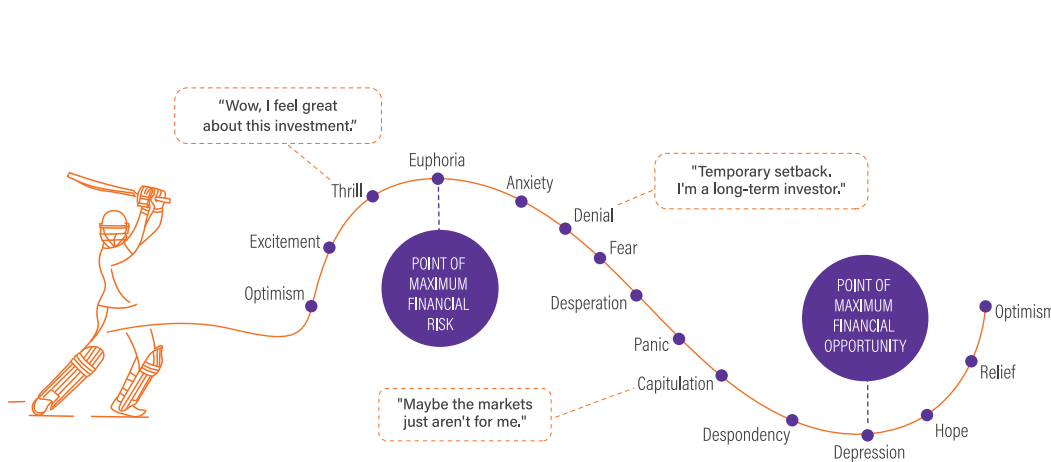 “Wow, I feel great
about this investment.”
Euphoria
Thrill
Anxiety
"Temporary setback.
I'm a long-term investor."
Denial
Excitement
Fear
POINT OF
MAXIMUM
FINANCIAL
RISK
Optimism
Desperation
POINT OF
MAXIMUM
FINANCIAL
OPPORTUNITY
Optimism
Panic
Relief
Capitulation
"Maybe the markets
just aren't for me."
Despondency
Hope
Depression